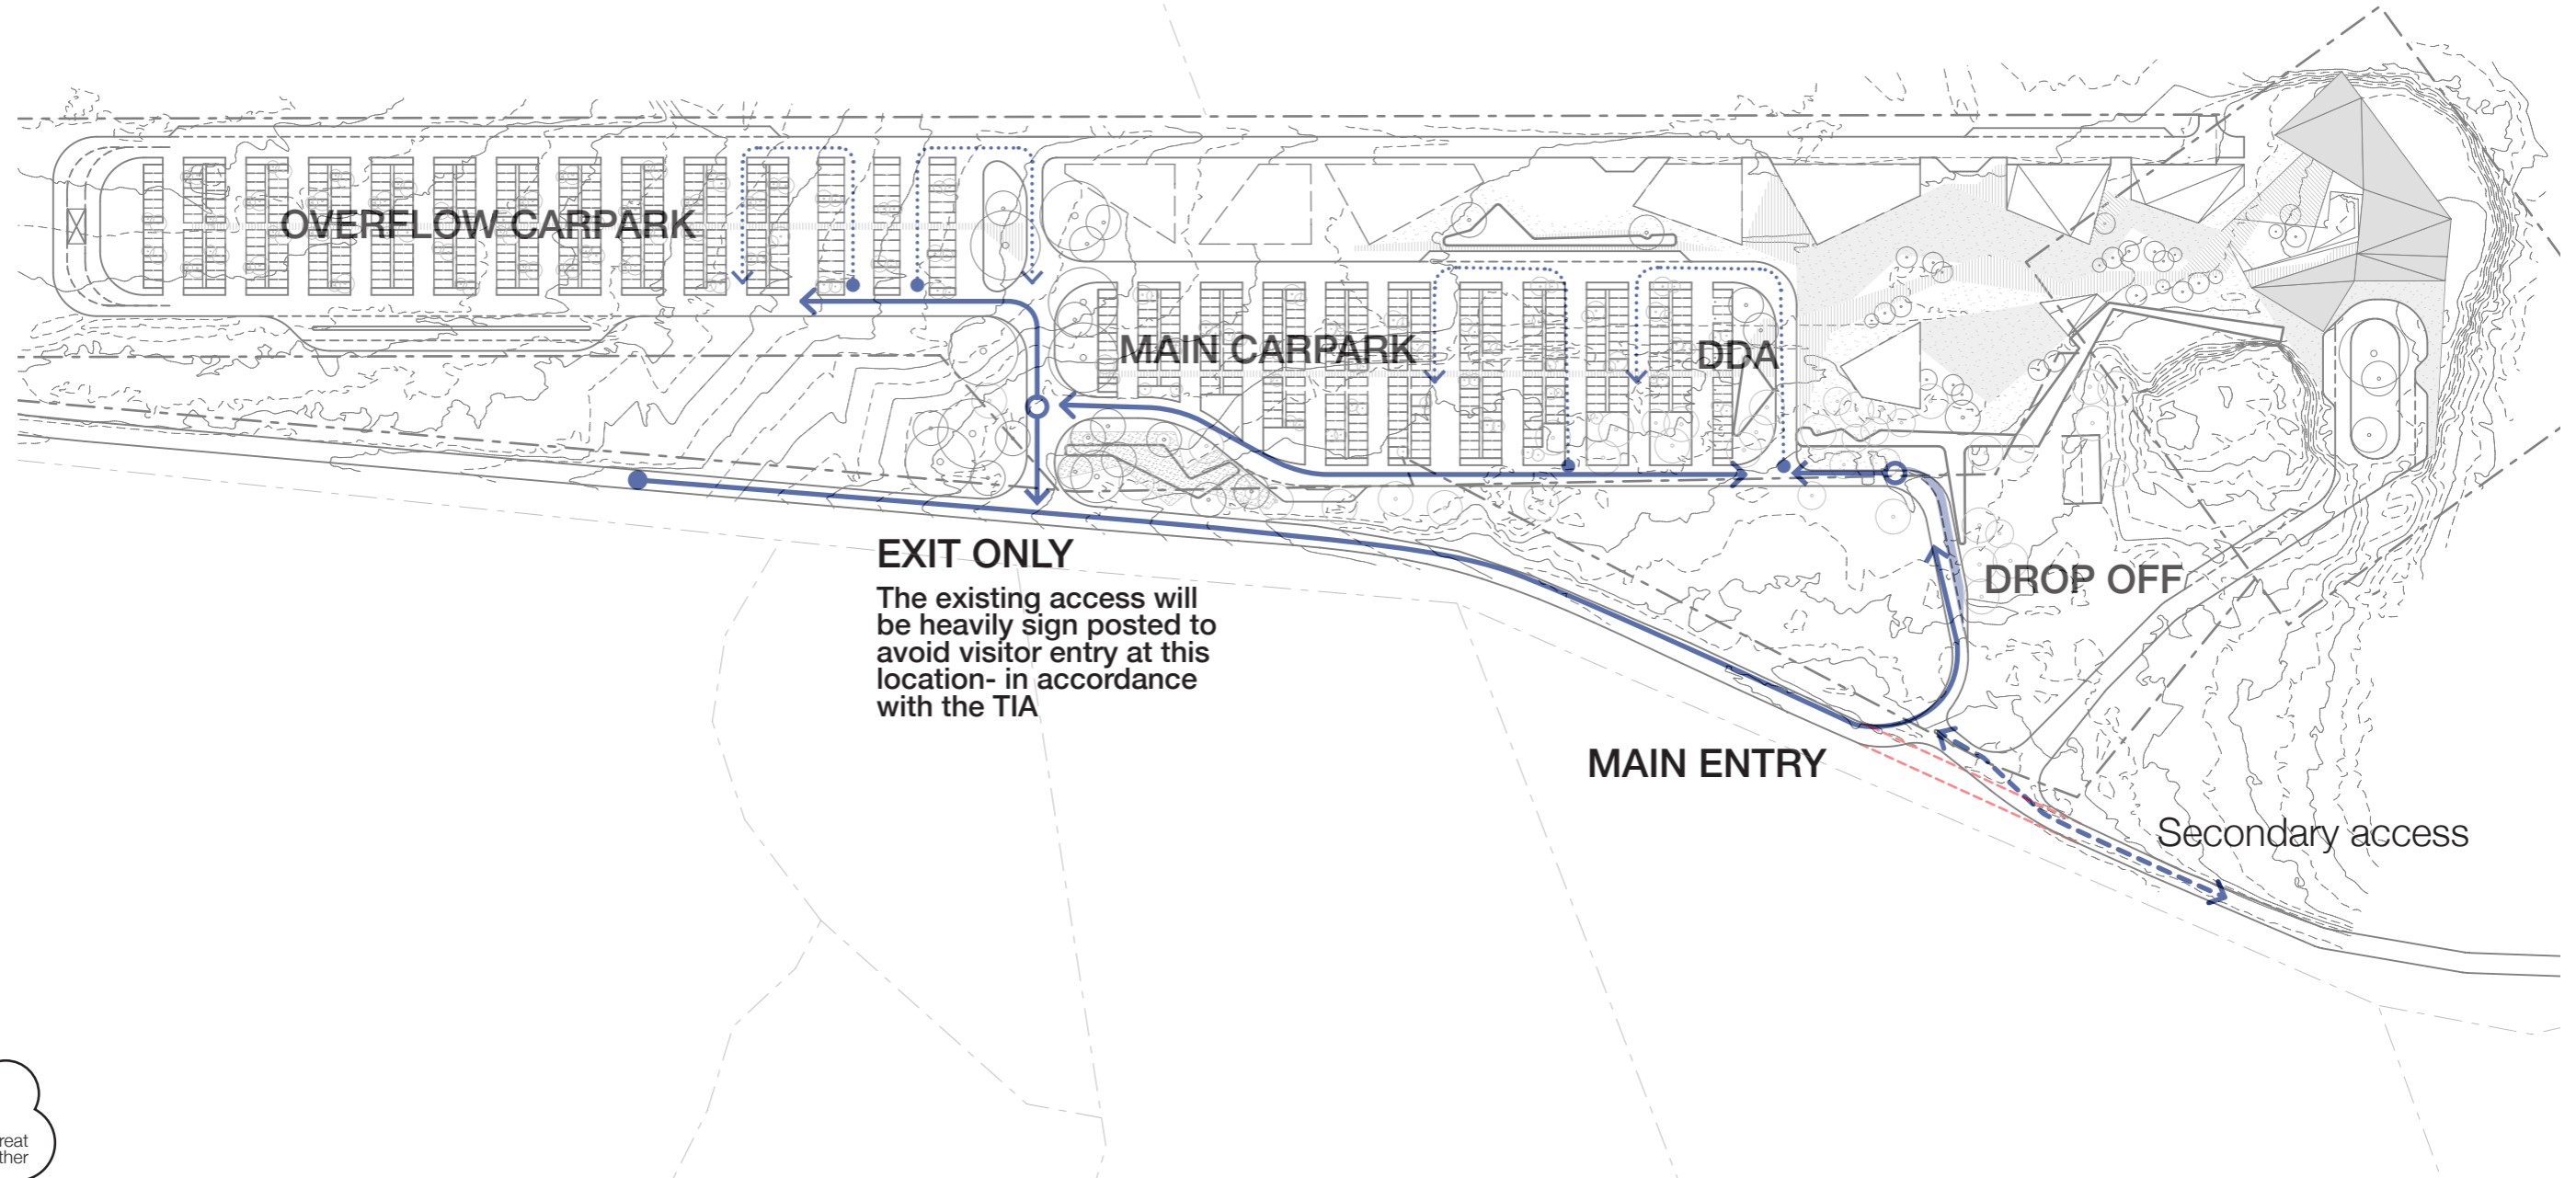 OVERFLOW CARPARK
MAIN CARPARK
DDA
EXIT ONLY
The existing access will
be heavily sign posted to
avoid visitor entry at this
location- in accordance
with the TIA
DROP OFF
MAIN ENTRY
Secondary access
reat
ther